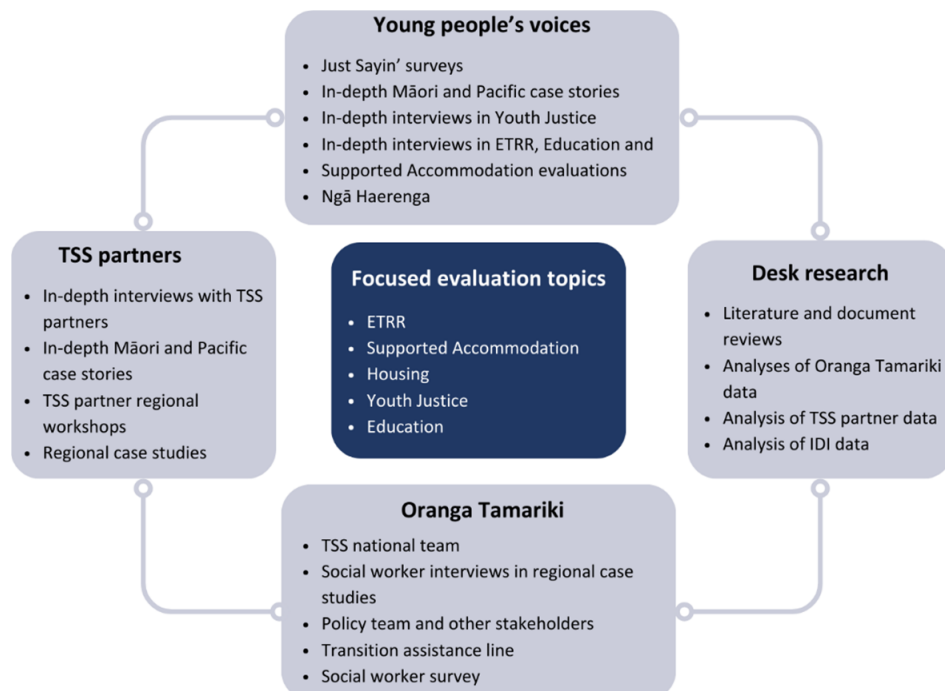 Young people's voices
• Just Sayin' surveys
• In-depth Māori and Pacific case stories
• In-depth interviews in Youth Justice
• In-depth interviews in ETRR, Education and
• Supported Accommodation evaluations
• Ngā Haerenga
TSS partners
• In-depth interviews with TSS
partners
• In-depth Māori and Pacific
case stories
• TSS partner regional
workshops
• Regional case studies
Focused evaluation topics
• ETRR
• Supported Accommodation
• Housing
• Youth Justice
• Education
Desk research
• Literature and document
reviews
• Analyses of Oranga Tamariki
data
• Analysis of TSS partner data
• Analysis of IDI data
Oranga Tamariki
• TSS national team
• Social worker interviews in regional case
studies
• Policy team and other stakeholders
• Transition assistance line
• Social worker survey